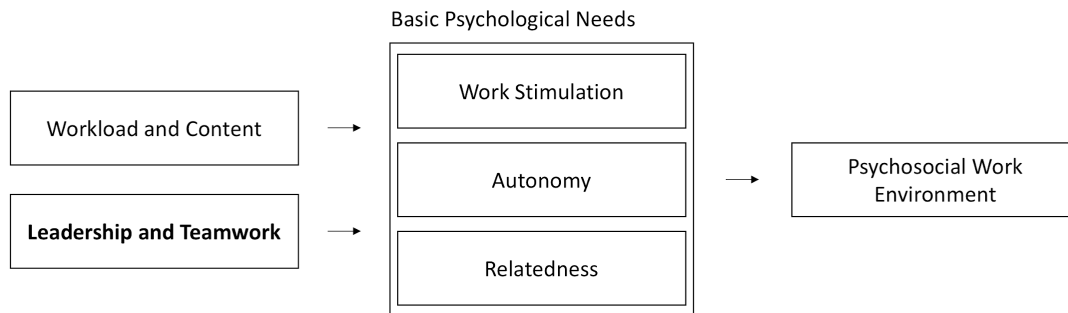 Basic Psychological Needs
Work Stimulation
Workload and Content
Autonomy
Psychosocial Work
Environment
Leadership and Teamwork
Relatedness